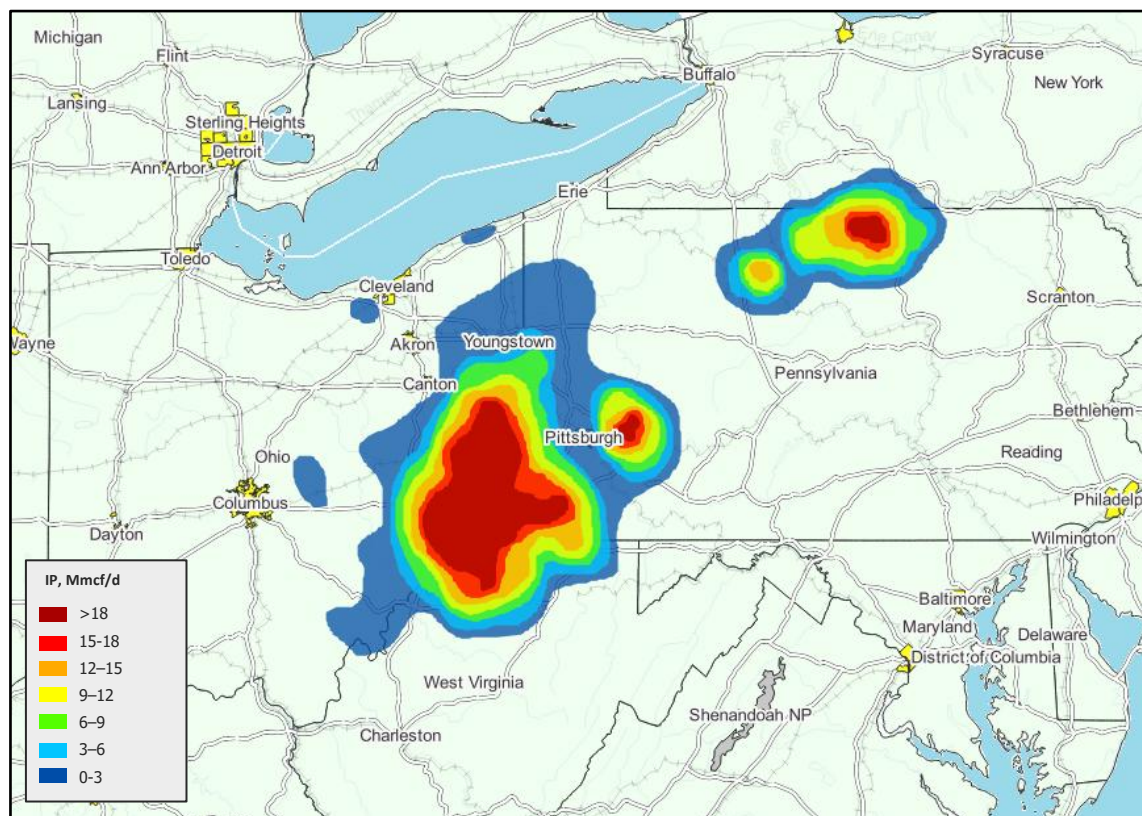 Michigan
Flint
Lansing
Sterling Heights
Detroit
Ann Arbor
Toledo
Buffalo
Erie Canal
Syracuse
New York
Erie
Cleveland
Akron
Youngstown
Canton
Wayne
Pennsylvania
Scranton
Bethlehem
Pittsburgh
Reading
Ohio
Columbus
Dayton
Philadelp
Wilmington
Baltimore
Maryland
Delaware
District of Columbia
West Virginia
Shenandoah NP
Charleston
IP, Mmcf/d
>18
15-18
12–15
9–12
6–9
3–6
0-3